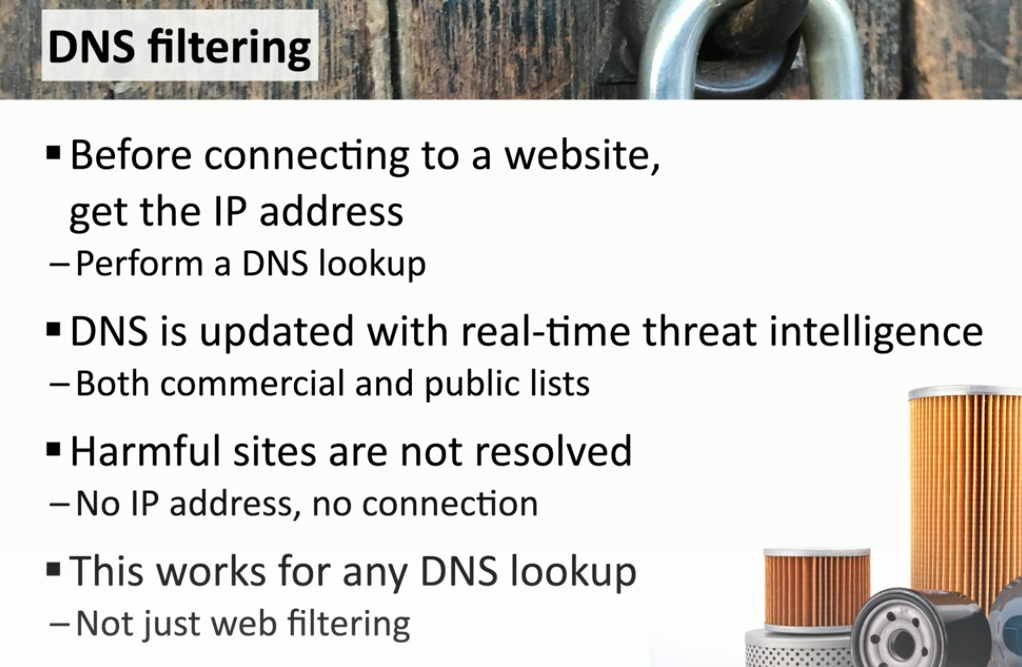 DNS filtering
▪ Before connecting to a website,
get the IP address
– Perform a DNS lookup
▪ DNS is updated with real-time threat intelligence
– Both commercial and public lists
▪ Harmful sites are not resolved
– No IP address, no connection
▪ This works for any DNS lookup
– Not just web filtering